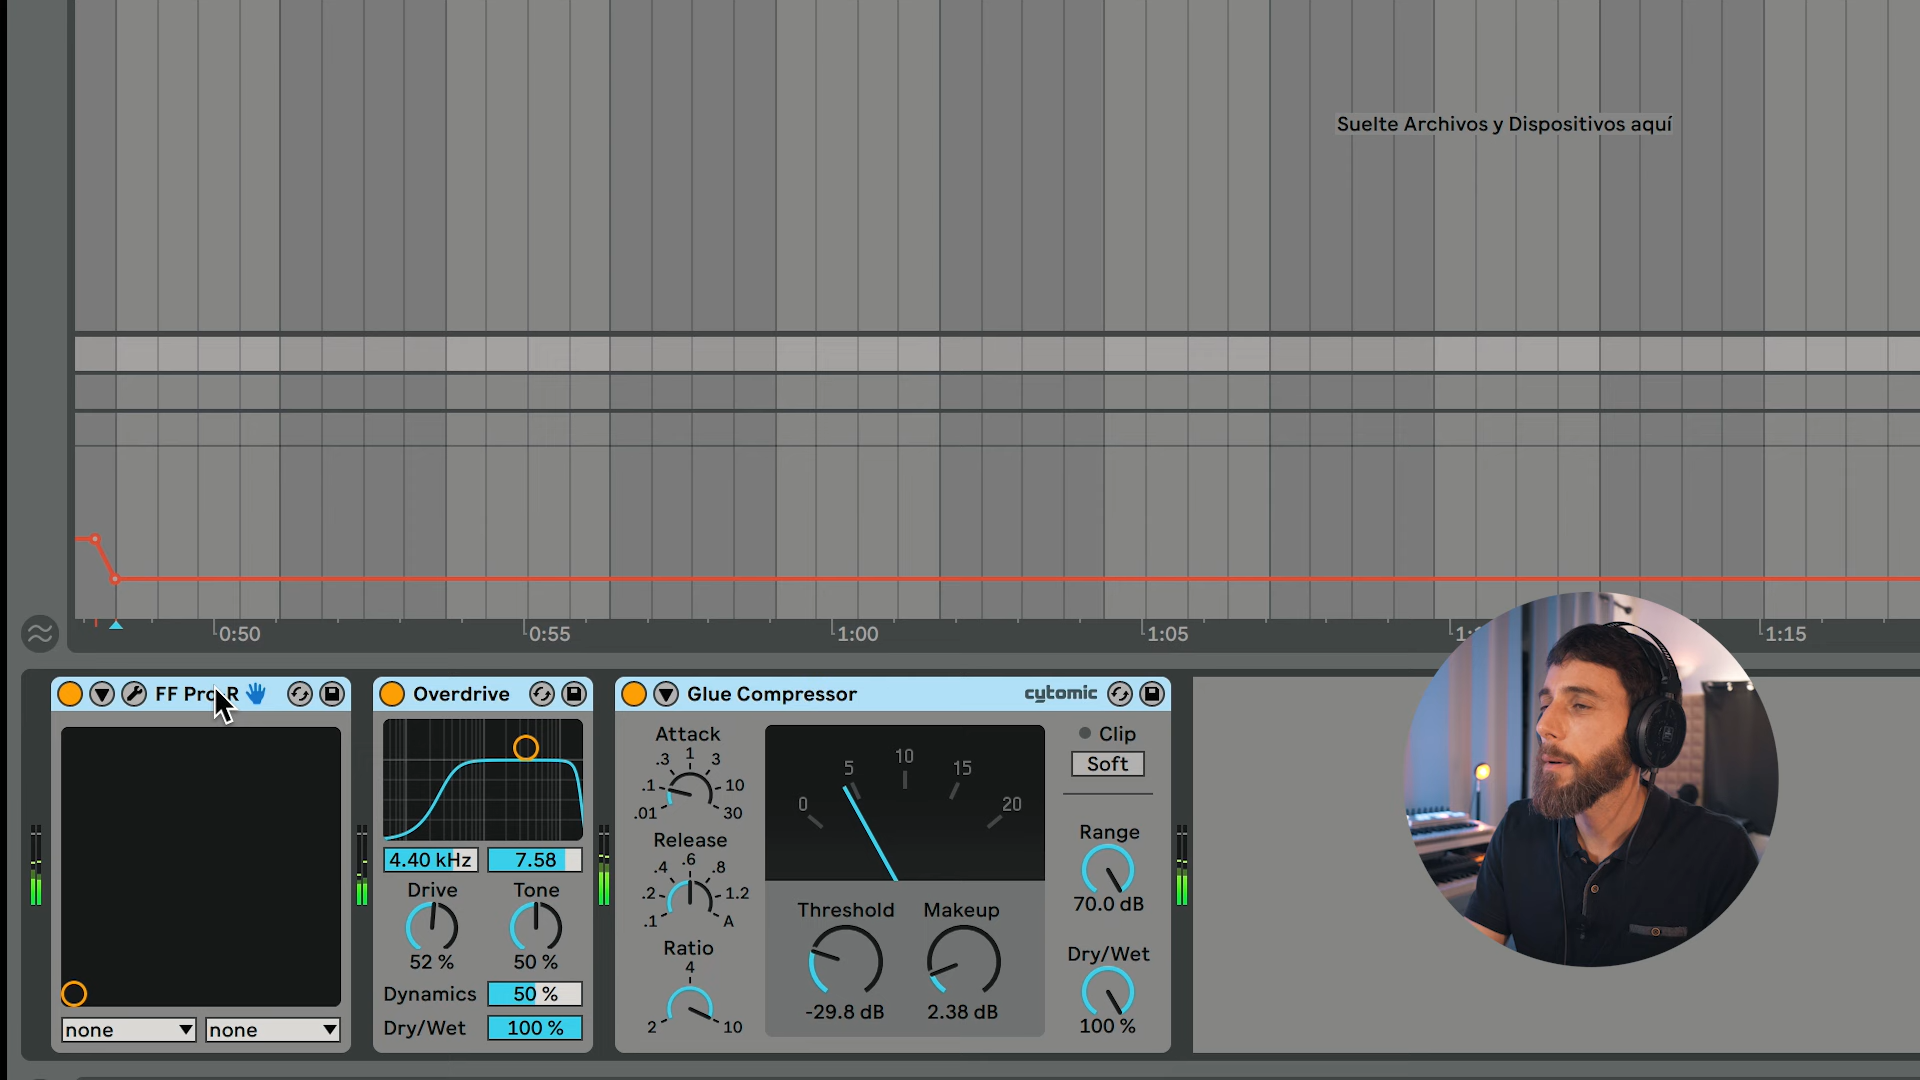 Suelte Archivos y Dispositivos aquí
0:50
0:55
1:00
1:05
1:15
FF Pro-R
none
none
Overdrive
4.40 kHz
7.58
Drive
Tone
52 %
50 %
Dynamics
50 %
Dry/Wet
100 %
Glue Compressor
cytomic
Attack
.01
.1
.3
1
3
10
30
Release
.1
.2
.4
.6
.8
1.2
A
Ratio
2
4
10
0
5
10
15
20
Threshold
Makeup
-29.8 dB
2.38 dB
Clip
Soft
Range
70.0 dB
Dry/Wet
100 %